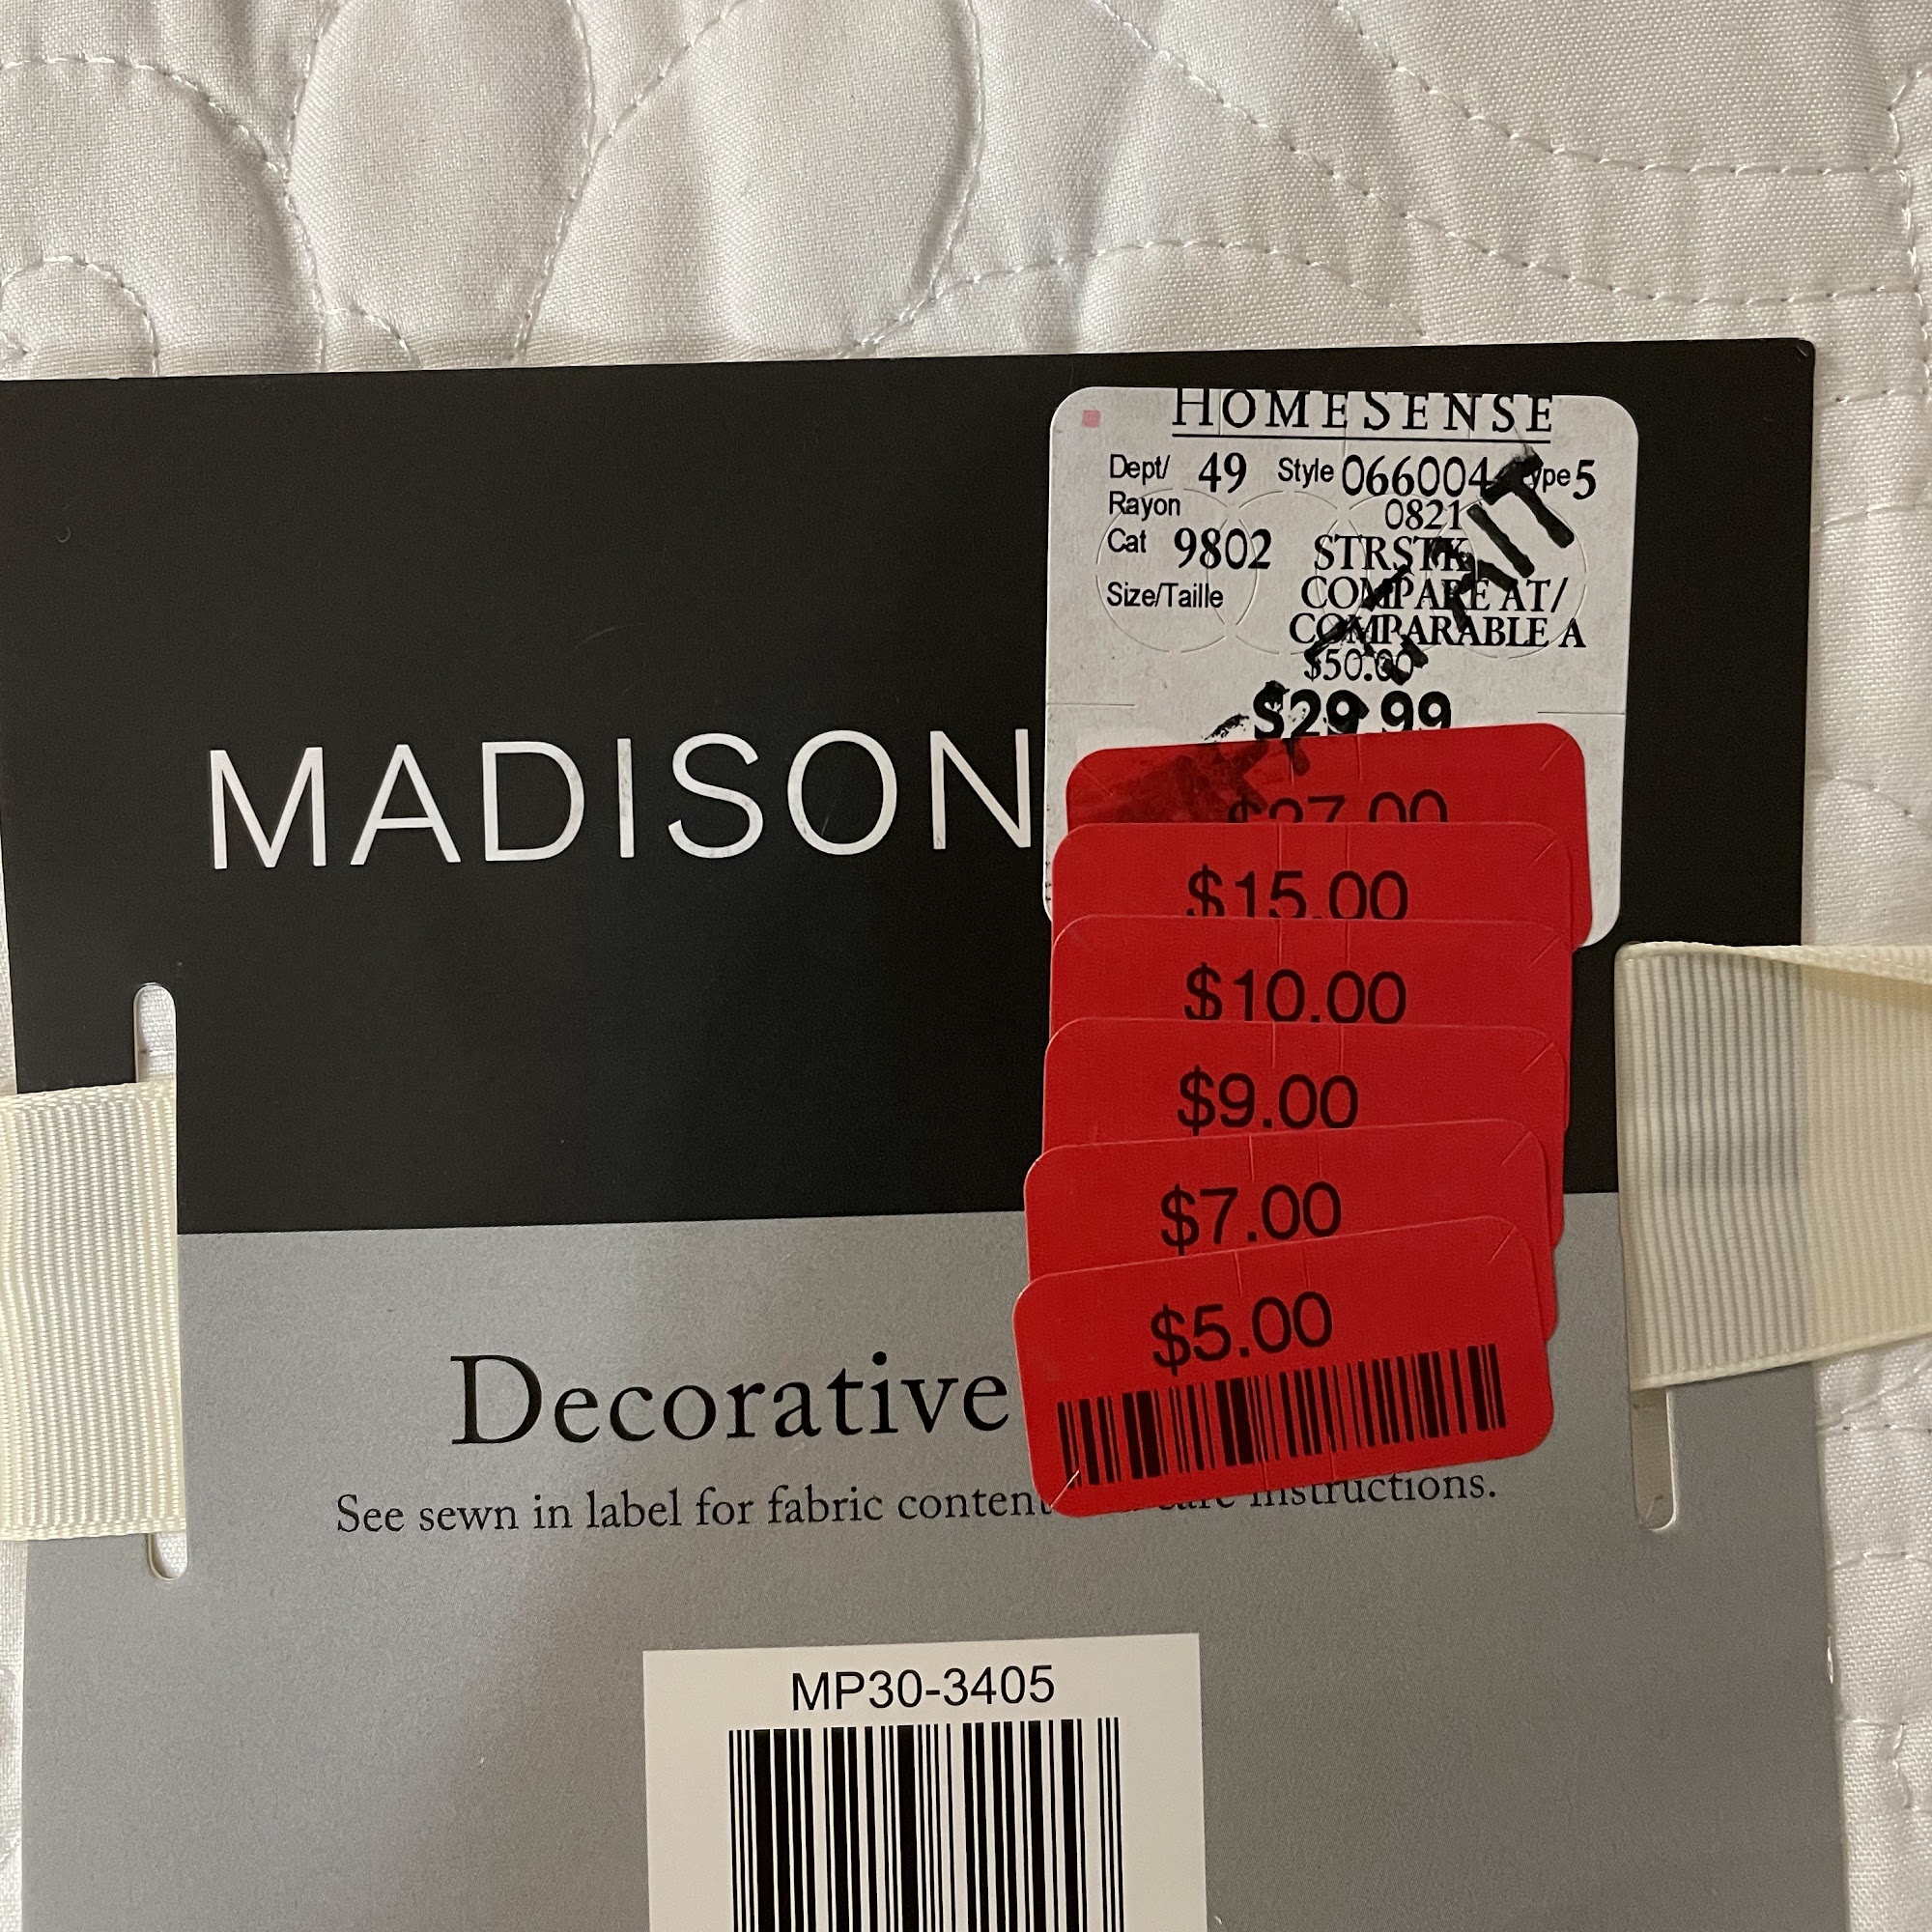 HOMESENSE
Dept/ 49 Style 066004 ype 5
Rayon 0821
Cat 9802 STRSTK
Size/Taille COMPARE AT/
COMPARABLE A
$50.00
$29.99
MADISON
$27.00
$15.00
$10.00
$9.00
$7.00
$5.00
Decorative
See sewn in label for fabric content care instructions.
MP30-3405